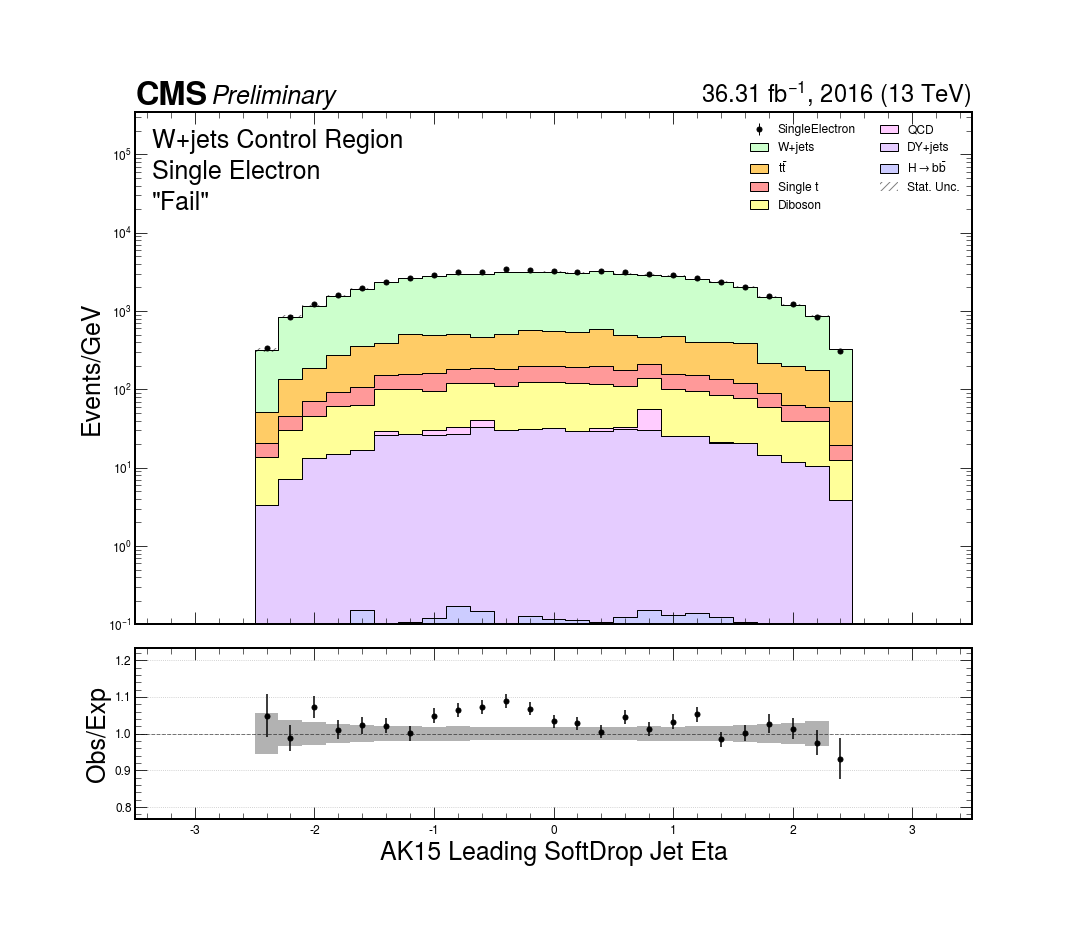 CMS Preliminary 36.31 fb⁻¹, 2016 (13 TeV)
W+jets Control Region
Single Electron
"Fail"
SingleElectron
W+jets
tt̄
Single t
Diboson
QCD
DY+jets
H→bb̄
Stat. Unc.
Events/GeV
10⁵
10⁴
10³
10²
10¹
10⁰
10⁻¹
Obs/Exp
1.2
1.1
1.0
0.9
0.8
-3 -2 -1 0 1 2 3
AK15 Leading SoftDrop Jet Eta